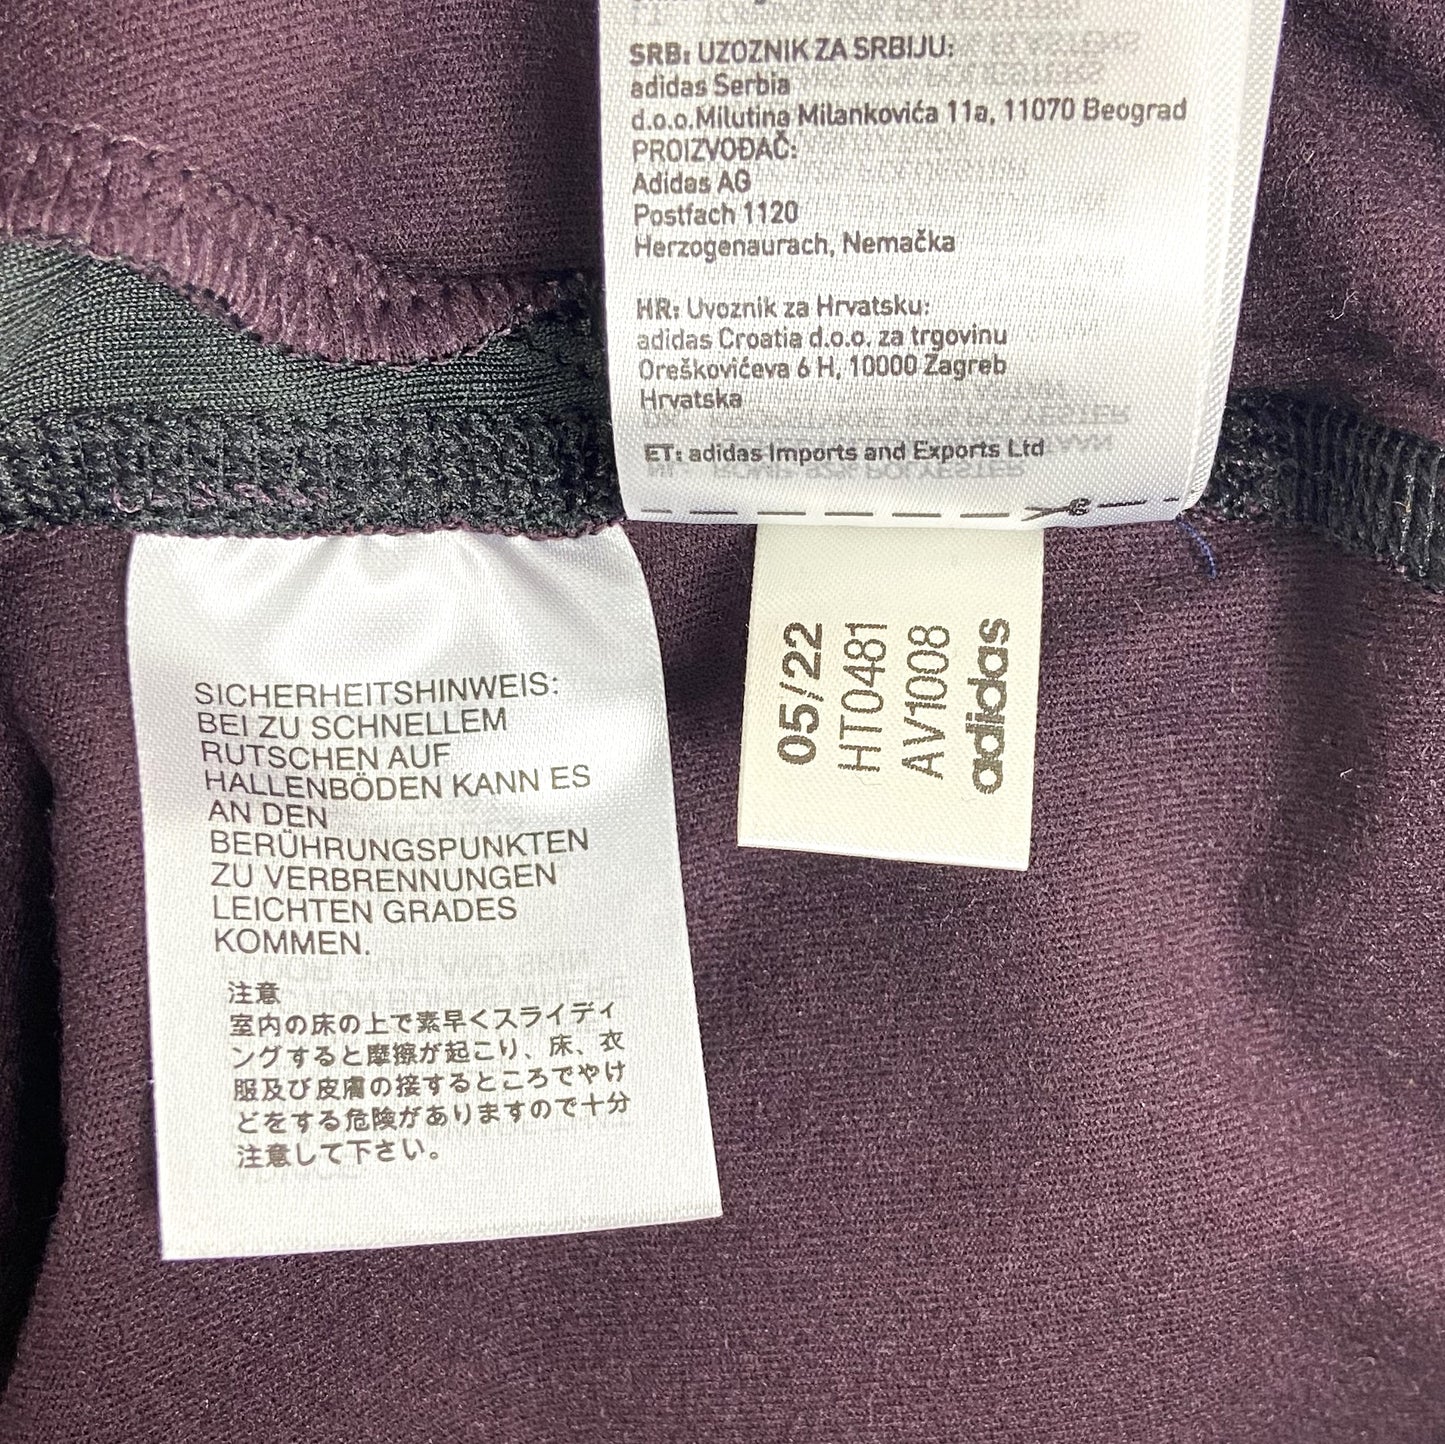 SRB: UZOZNIK ZA SRBIJU:
adidas Serbia
d.o.o.Milutina Milankovića 11a, 11070 Beograd
PROIZVOĐAČ:
Adidas AG
Postfach 1120
Herzogenaurach, Nemačka
HR: Uvoznik za Hrvatsku:
adidas Croatia d.o.o. za trgovinu
Oreškovićeva 6 H, 10000 Zagreb
Hrvatska
ET: adidas Imports and Exports Ltd
SICHERHEITSHINWEIS:
BEI ZU SCHNELLEM
RUTSCHEN AUF
HALLENBÖDEN KANN ES
AN DEN
BERÜHRUNGSPUNKTEN
ZU VERBRENNUNGEN
LEICHTEN GRADES
KOMMEN.
注意
室内の床の上で素早くスライディ
ングすると摩擦が起こり、床、衣
服及び皮膚の接するところでやけ
どをする危険がありますので十分
注意して下さい。
05/22
HT0481
AV1008
adidas